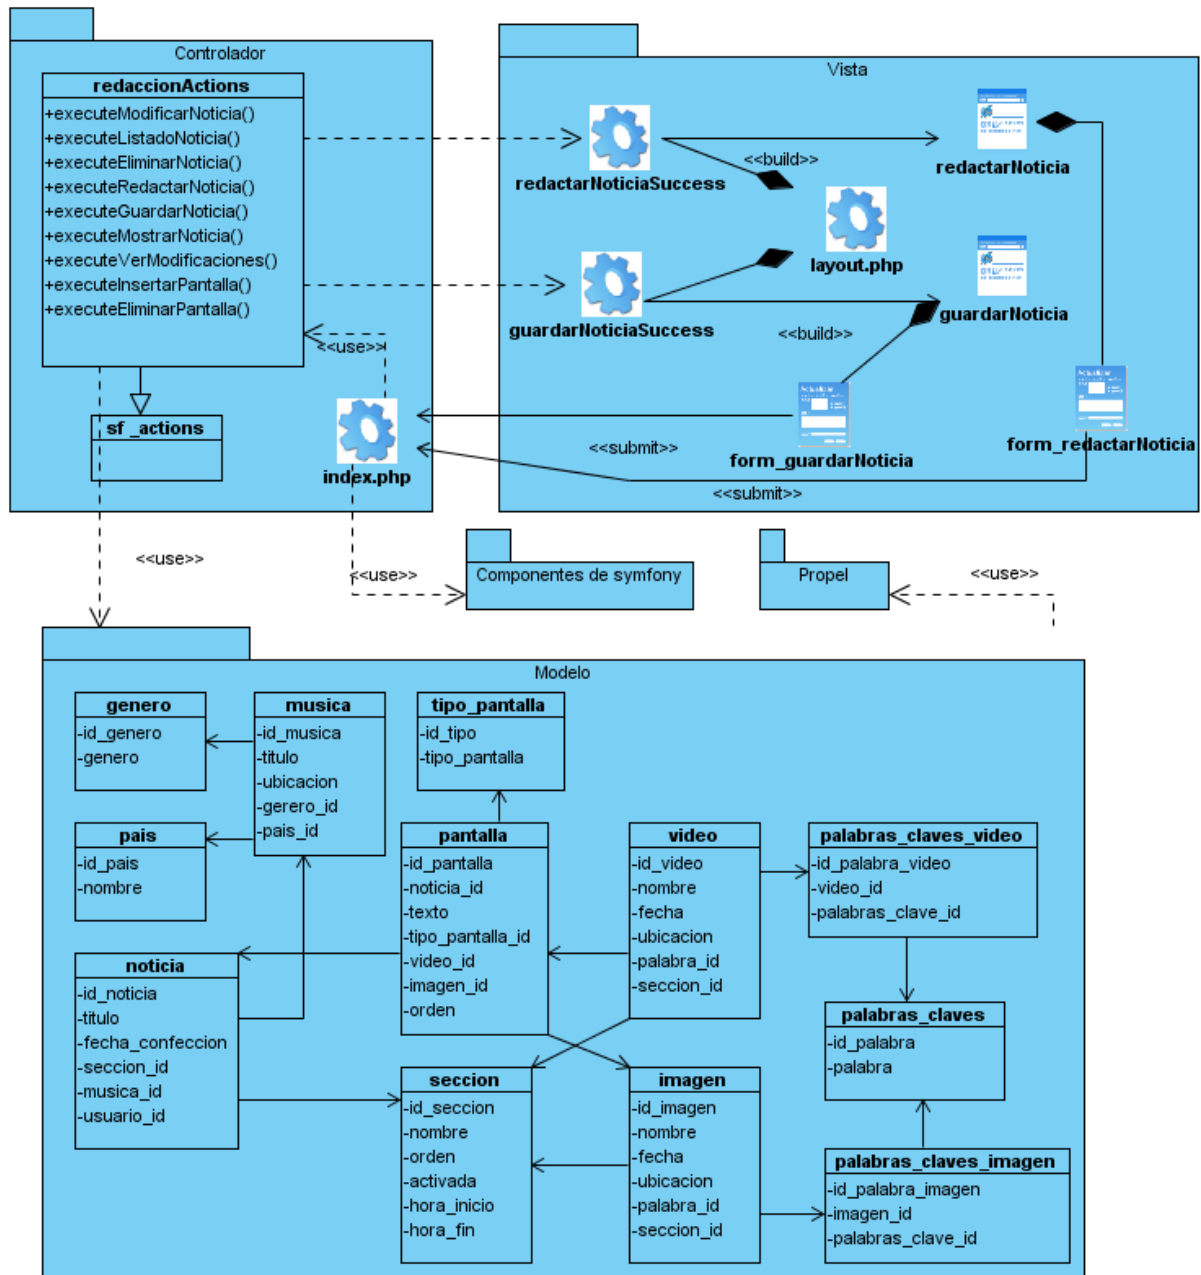 Controlador
redaccionActions
+executeModificarNoticia()
+executeListadoNoticia()
+executeEliminarNoticia()
+executeRedactarNoticia()
+executeGuardarNoticia()
+executeMostrarNoticia()
+executeVerModificaciones()
+executeInsertarPantalla()
+executeEliminarPantalla()
<<use>>
sf _actions
index.php
Vista
redactarNoticiaSuccess
<<build>>
redactarNoticia
layout.php
guardarNoticiaSuccess
<<build>>
guardarNoticia
form_guardarNoticia
form_redactarNoticia
<<submit>>
<<submit>>
<<use>>
<<use>>
Componentes de symfony
Propel
<<use>>
Modelo
genero
-id_genero
-genero
musica
-id_musica
-titulo
-ubicacion
-gerero_id
-pais_id
tipo_pantalla
-id_tipo
-tipo_pantalla
pais
-id_pais
-nombre
pantalla
-id_pantalla
-noticia_id
-texto
-tipo_pantalla_id
-video_id
-imagen_id
-orden
video
-id_video
-nombre
-fecha
-ubicacion
-palabra_id
-seccion_id
palabras_claves_video
-id_palabra_video
-video_id
-palabras_clave_id
noticia
-id_noticia
-titulo
-fecha_confeccion
-seccion_id
-musica_id
-usuario_id
palabras_claves
-id_palabra
-palabra
seccion
-id_seccion
-nombre
-orden
-activada
-hora_inicio
-hora_fin
imagen
-id_imagen
-nombre
-fecha
-ubicacion
-palabra_id
-seccion_id
palabras_claves_imagen
-id_palabra_imagen
-imagen_id
-palabras_clave_id